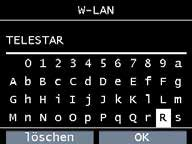 W-LAN
TELESTAR
0 1 2 3 4 5 6 7 8 9 a
A b B c C d D e E f F g
G h H i I j J k K l L m
M n N o O p P q Q r R s
löschen OK